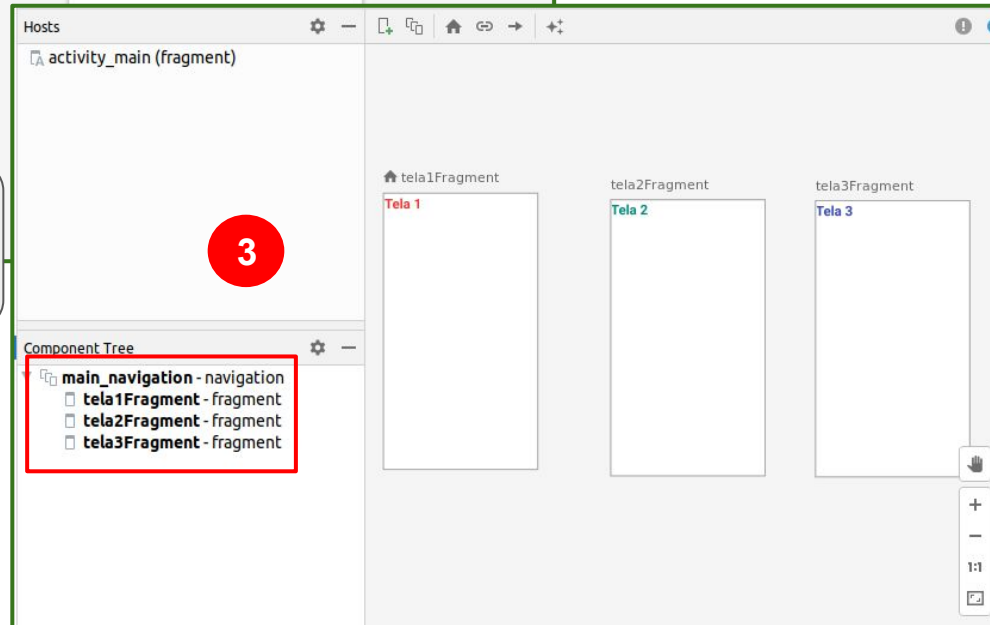 Hosts
activity_main (fragment)
3
Component Tree
main_navigation - navigation
tela1Fragment - fragment
tela2Fragment - fragment
tela3Fragment - fragment
tela1Fragment
Tela 1
tela2Fragment
Tela 2
tela3Fragment
Tela 3
1:1